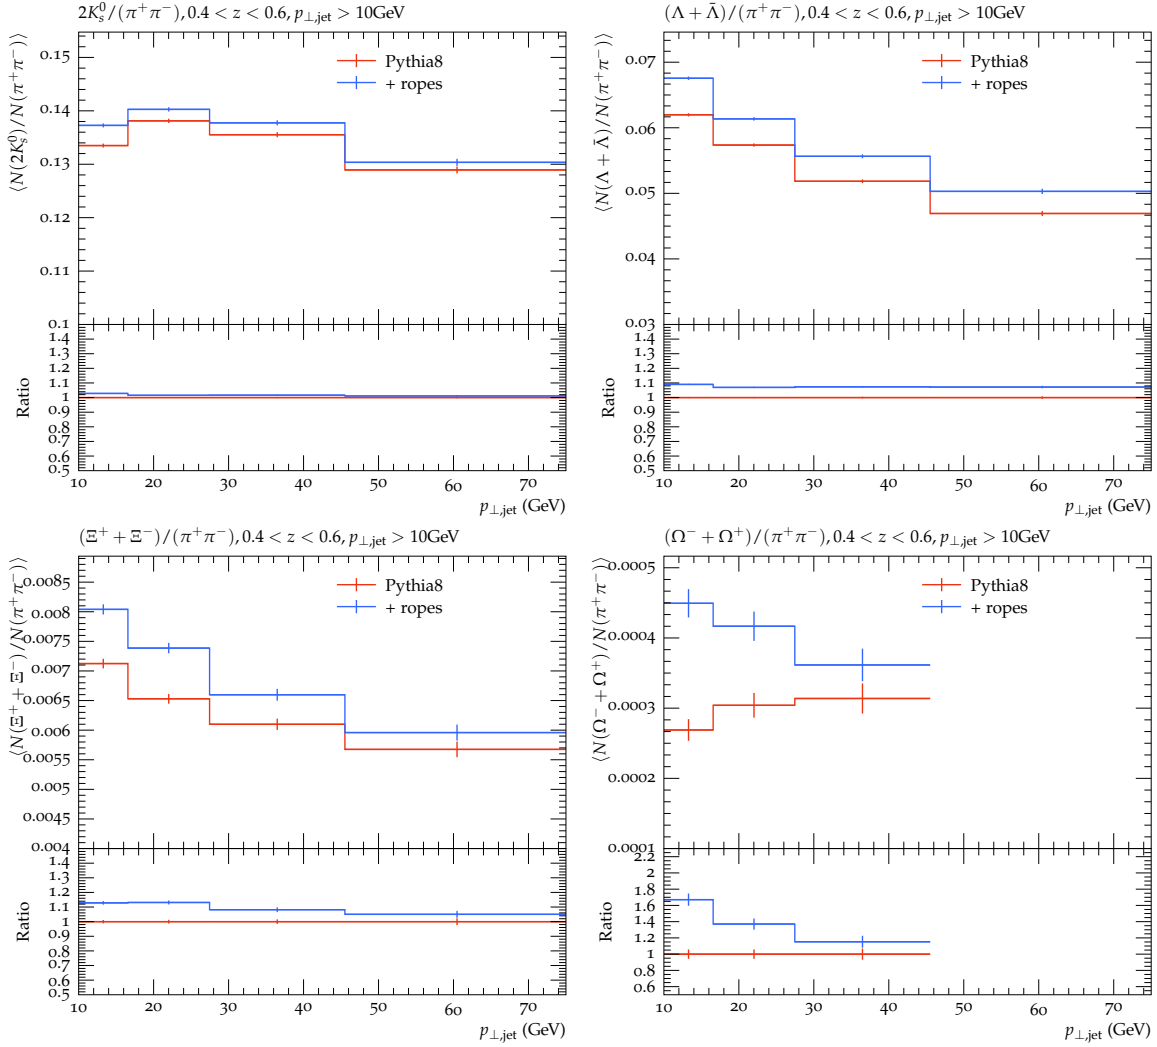 2K_s^0/(π^+π^-), 0.4 < z < 0.6, p_⊥,jet > 10GeV
⟨N(2K_s^0)/N(π^+π^-)⟩
Pythia8
+ ropes
0.15
0.14
0.13
0.12
0.11
0.1
Ratio
1.4
1.3
1.2
1.1
1
0.9
0.8
0.7
0.6
0.5
10 20 30 40 50 60 70
p_⊥,jet (GeV)
(Λ + Λ̄)/(π^+π^-), 0.4 < z < 0.6, p_⊥,jet > 10GeV
⟨N(Λ + Λ̄)/N(π^+π^-)⟩
Pythia8
+ ropes
0.07
0.06
0.05
0.04
0.03
Ratio
1.4
1.3
1.2
1.1
1
0.9
0.8
0.7
0.6
0.5
10 20 30 40 50 60 70
p_⊥,jet (GeV)
(Ξ^+ + Ξ^-)/(π^+π^-), 0.4 < z < 0.6, p_⊥,jet > 10GeV
⟨N(Ξ^+ + Ξ^-)/N(π^+π^-)⟩
Pythia8
+ ropes
0.0085
0.008
0.0075
0.007
0.0065
0.006
0.0055
0.005
0.0045
0.004
Ratio
1.4
1.3
1.2
1.1
1
0.9
0.8
0.7
0.6
0.5
10 20 30 40 50 60 70
p_⊥,jet (GeV)
(Ω^- + Ω^+)/(π^+π^-), 0.4 < z < 0.6, p_⊥,jet > 10GeV
⟨N(Ω^- + Ω^+)/N(π^+π^-)⟩
Pythia8
+ ropes
0.0005
0.0004
0.0003
0.0002
0.0001
Ratio
2.2
2
1.8
1.6
1.4
1.2
1
0.8
0.6
10 20 30 40 50 60 70
p_⊥,jet (GeV)